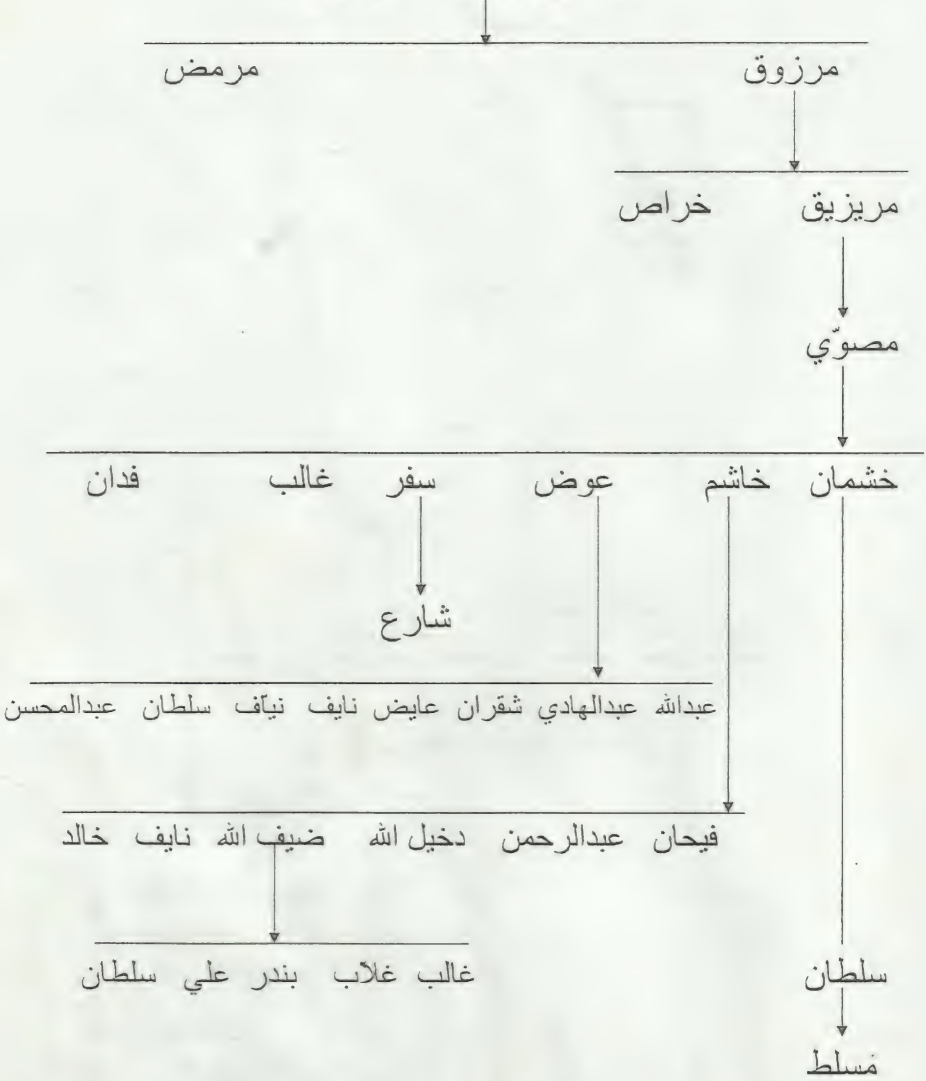 مرزوق مرمض
مريزيق خراص
مصوّي
خشمان خاشم عوض سفر غالب فدان
شارع
عبدالله عبدالهادي شقران عايض نايف نيّاف سلطان عبدالمحسن
فيحان عبدالرحمن دخيل الله ضيف الله نايف خالد
غالب غلاّب بندر علي سلطان
سلطان
مَسلط